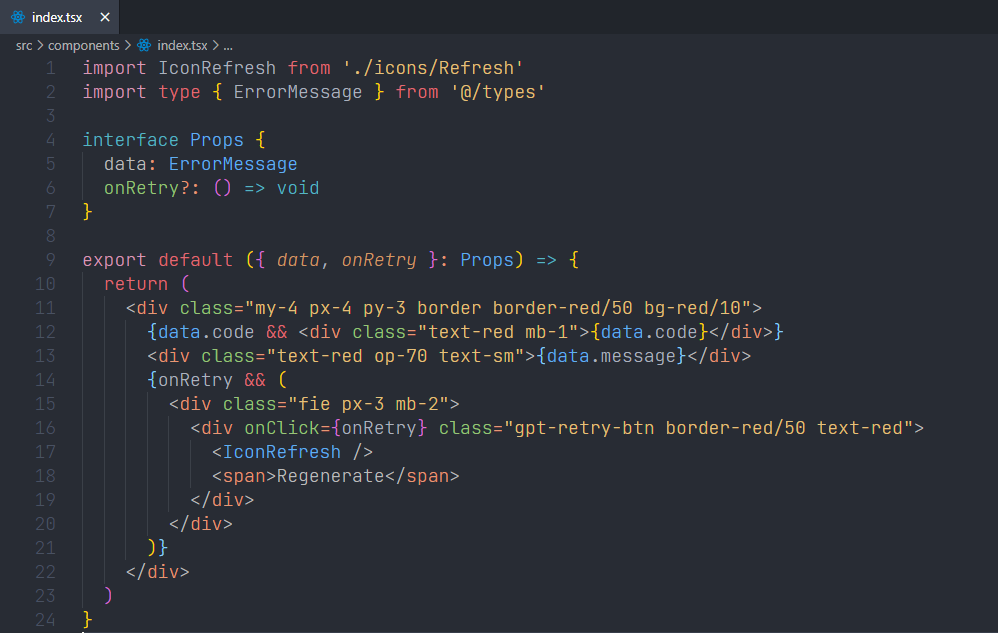 index.tsx ×
src > components > index.tsx > ...
1 import IconRefresh from './icons/Refresh'
2 import type { ErrorMessage } from '@/types'
3
4 interface Props {
5   data: ErrorMessage
6   onRetry?: () => void
7 }
8
9 export default ({ data, onRetry }: Props) => {
10   return (
11     <div class="my-4 px-4 py-3 border border-red/50 bg-red/10">
12       {data.code && <div class="text-red mb-1">{data.code}</div>}
13       <div class="text-red op-70 text-sm">{data.message}</div>
14       {onRetry && (
15         <div class="fie px-3 mb-2">
16           <div onClick={onRetry} class="gpt-retry-btn border-red/50 text-red">
17             <IconRefresh />
18             <span>Regenerate</span>
19           </div>
20         </div>
21       )}
22     </div>
23   )
24 }